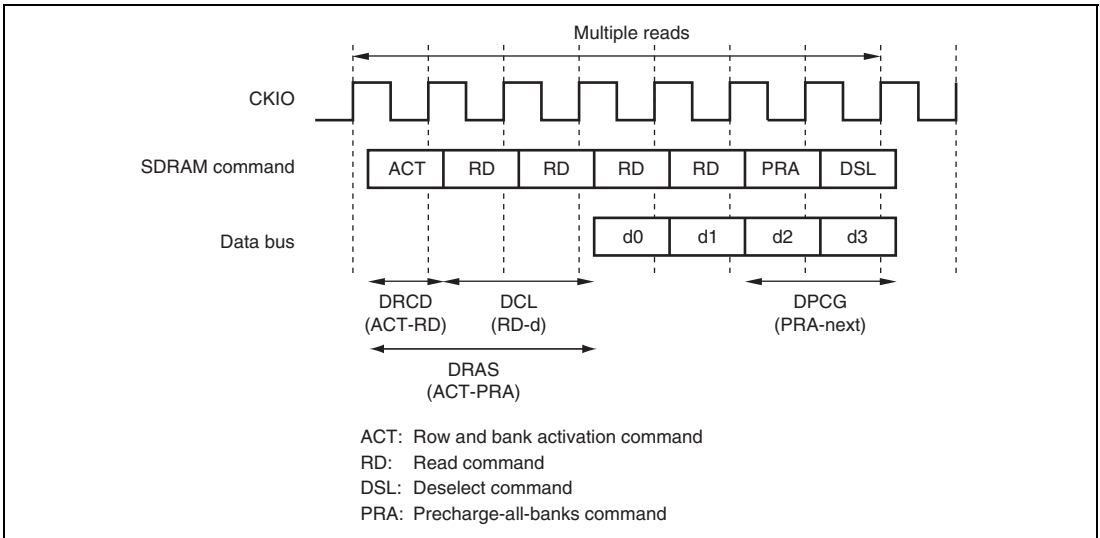 Multiple reads
CKIO
SDRAM command
ACT RD RD RD RD PRA DSL
Data bus
d0 d1 d2 d3
DRCD DCL DPCG
(ACT-RD) (RD-d) (PRA-next)
DRAS
(ACT-PRA)
ACT: Row and bank activation command
RD: Read command
DSL: Deselect command
PRA: Precharge-all-banks command